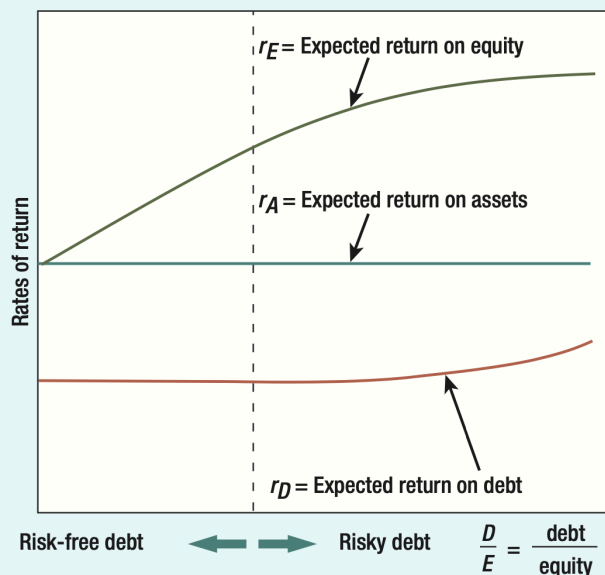 rE = Expected return on equity
rA = Expected return on assets
Rates of return
rD = Expected return on debt
Risk-free debt
Risky debt
D/E = debt/equity